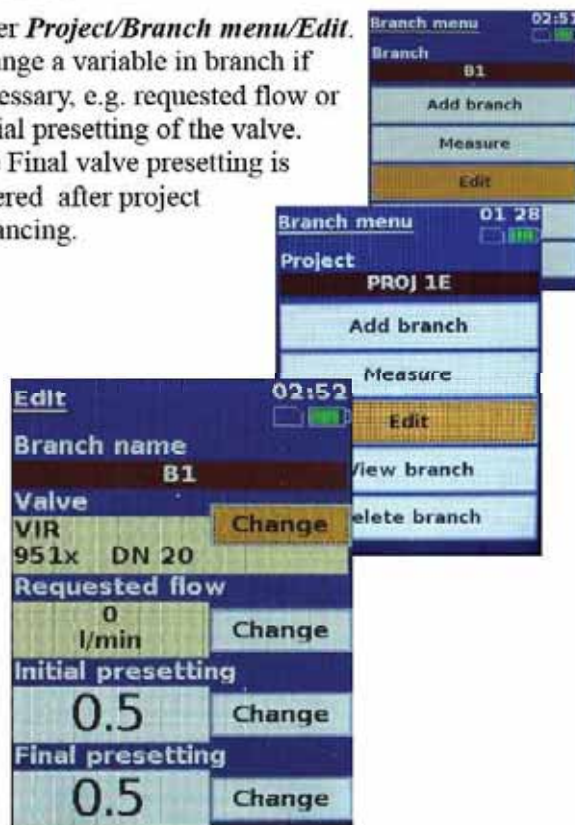 er Project/Branch menu/Edit.
ange a variable in branch if
essary, e.g. requested flow or
ial presetting of the valve.
e Final valve presetting is
ered after project
ancing.
Branch menu 02:51
Branch
B1
Add branch
Measure
Edit
Branch menu 01 28
Project
PROJ 1E
Add branch
Measure
Edit
View branch
elete branch
Edit 02:52
Branch name
B1
Valve
VIR
951x DN 20
Change
Requested flow
0
l/min
Change
Initial presetting
0.5
Change
Final presetting
0.5
Change